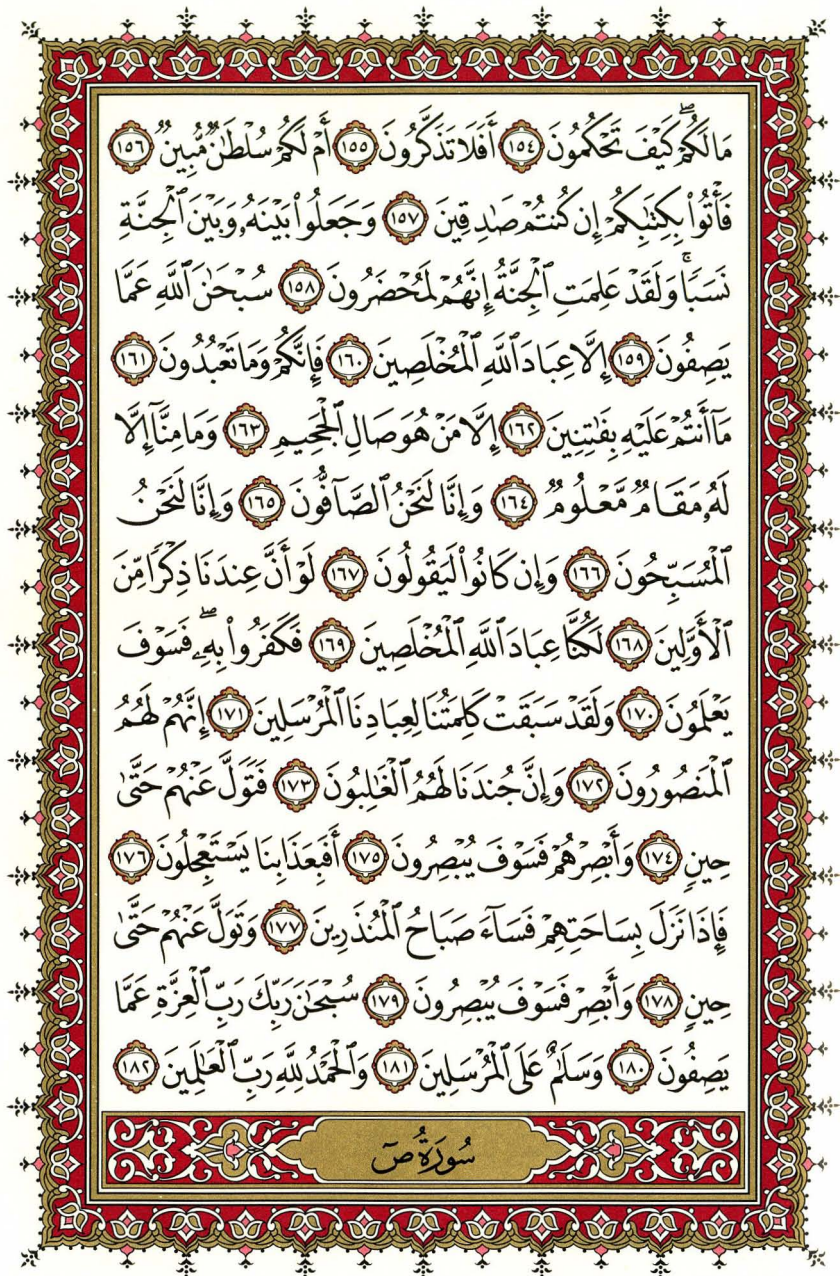 مَا لَكُمْ كَيْفَ تَحْكُمُونَ ١٥٤ أَفَلَا تَذَكَّرُونَ ١٥٥ أَمْ لَكُمْ سُلْطَٰنٌ مُّبِينٌ ١٥٦
فَأْتُوا۟ بِكِتَٰبِكُمْ إِن كُنتُمْ صَٰدِقِينَ ١٥٧ وَجَعَلُوا۟ بَيْنَهُۥ وَبَيْنَ ٱلْجِنَّةِ
نَسَبًا ۚ وَلَقَدْ عَلِمَتِ ٱلْجِنَّةُ إِنَّهُمْ لَمُحْضَرُونَ ١٥٨ سُبْحَٰنَ ٱللَّهِ عَمَّا
يَصِفُونَ ١٥٩ إِلَّا عِبَادَ ٱللَّهِ ٱلْمُخْلَصِينَ ١٦٠ فَإِنَّكُمْ وَمَا تَعْبُدُونَ ١٦١
مَآ أَنتُمْ عَلَيْهِ بِفَٰتِنِينَ ١٦٢ إِلَّا مَنْ هُوَ صَالِ ٱلْجَحِيمِ ١٦٣ وَمَا مِنَّآ إِلَّا
لَهُۥ مَقَامٌ مَّعْلُومٌ ١٦٤ وَإِنَّا لَنَحْنُ ٱلصَّآفُّونَ ١٦٥ وَإِنَّا لَنَحْنُ
ٱلْمُسَبِّحُونَ ١٦٦ وَإِن كَانُوا۟ لَيَقُولُونَ ١٦٧ لَوْ أَنَّ عِندَنَا ذِكْرًا مِّنَ
ٱلْأَوَّلِينَ ١٦٨ لَكُنَّا عِبَادَ ٱللَّهِ ٱلْمُخْلَصِينَ ١٦٩ فَكَفَرُوا۟ بِهِۦ ۖ فَسَوْفَ
يَعْلَمُونَ ١٧٠ وَلَقَدْ سَبَقَتْ كَلِمَتُنَا لِعِبَادِنَا ٱلْمُرْسَلِينَ ١٧١ إِنَّهُمْ لَهُمُ
ٱلْمَنصُورُونَ ١٧٢ وَإِنَّ جُندَنَا لَهُمُ ٱلْغَٰلِبُونَ ١٧٣ فَتَوَلَّ عَنْهُمْ حَتَّىٰ
حِينٍ ١٧٤ وَأَبْصِرْهُمْ فَسَوْفَ يُبْصِرُونَ ١٧٥ أَفَبِعَذَابِنَا يَسْتَعْجِلُونَ ١٧٦
فَإِذَا نَزَلَ بِسَاحَتِهِمْ فَسَآءَ صَبَاحُ ٱلْمُنذَرِينَ ١٧٧ وَتَوَلَّ عَنْهُمْ حَتَّىٰ
حِينٍ ١٧٨ وَأَبْصِرْ فَسَوْفَ يُبْصِرُونَ ١٧٩ سُبْحَٰنَ رَبِّكَ رَبِّ ٱلْعِزَّةِ عَمَّا
يَصِفُونَ ١٨٠ وَسَلَٰمٌ عَلَى ٱلْمُرْسَلِينَ ١٨١ وَٱلْحَمْدُ لِلَّهِ رَبِّ ٱلْعَٰلَمِينَ ١٨٢
سُورَةُ صٓ